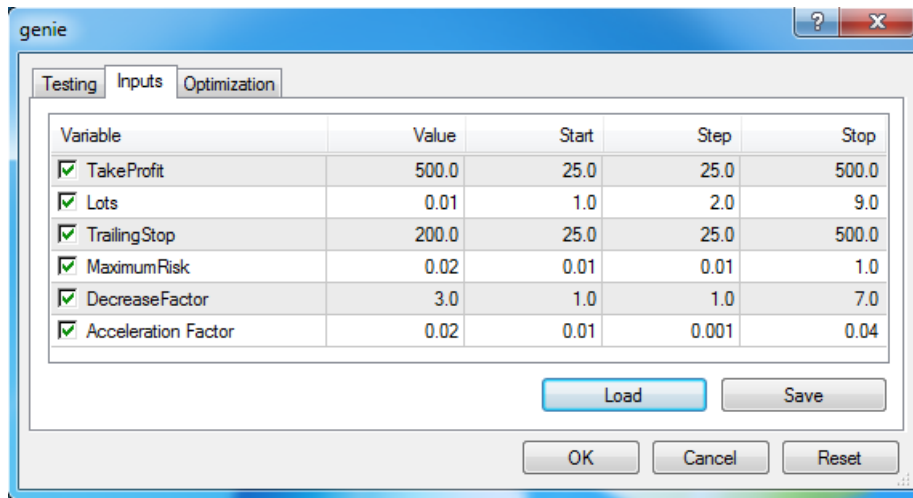 genie
Testing Inputs Optimization
Variable Value Start Step Stop
TakeProfit 500.0 25.0 25.0 500.0
Lots 0.01 1.0 2.0 9.0
TrailingStop 200.0 25.0 25.0 500.0
MaximumRisk 0.02 0.01 0.01 1.0
DecreaseFactor 3.0 1.0 1.0 7.0
Acceleration Factor 0.02 0.01 0.001 0.04
Load Save
OK Cancel Reset